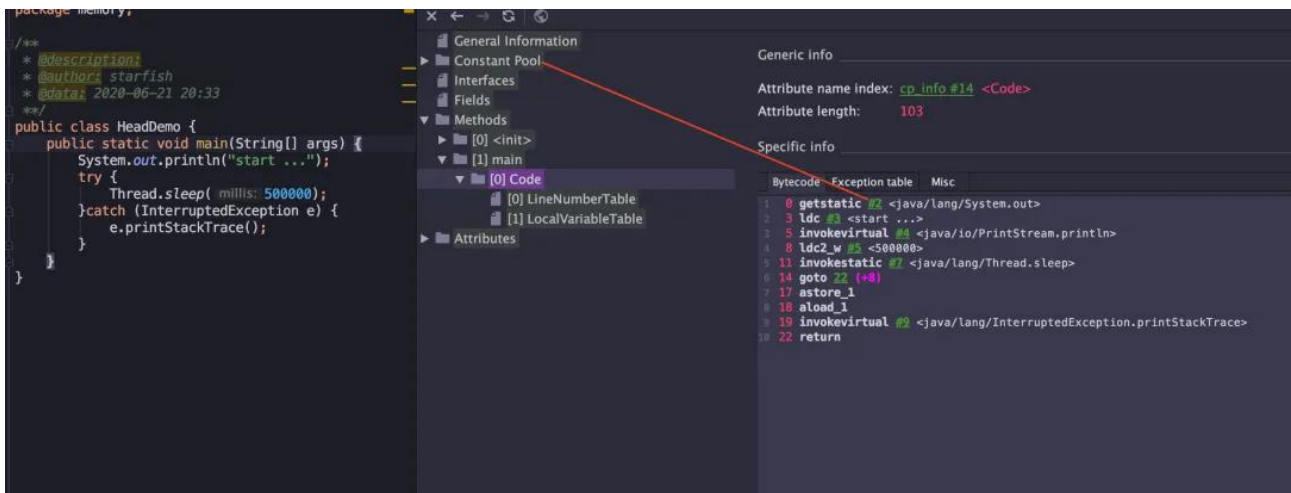 package memory;
/**
* @description:
* @author: starfish
* @data: 2020-06-21 20:33
**/
public class HeadDemo {
public static void main(String[] args) {
System.out.println("start ...");
try {
Thread.sleep( millis: 500000);
}catch (InterruptedException e) {
e.printStackTrace();
}
}
}
General Information
Constant Pool
Interfaces
Fields
Methods
[0] <init>
[1] main
[0] Code
[0] LineNumberTable
[1] LocalVariableTable
Attributes
Generic info
Attribute name index: cp_info #14 <Code>
Attribute length: 103
Specific info
Bytecode Exception table Misc
1 0 getstatic #2 <java/lang/System.out>
2 3 ldc #3 <start ...>
3 5 invokevirtual #4 <java/io/PrintStream.println>
4 8 ldc2_w #5 <500000>
5 11 invokestatic #7 <java/lang/Thread.sleep>
6 14 goto 22 (+8)
7 17 astore_1
8 18 aload_1
9 19 invokevirtual #9 <java/lang/InterruptedException.printStackTrace>
10 22 return